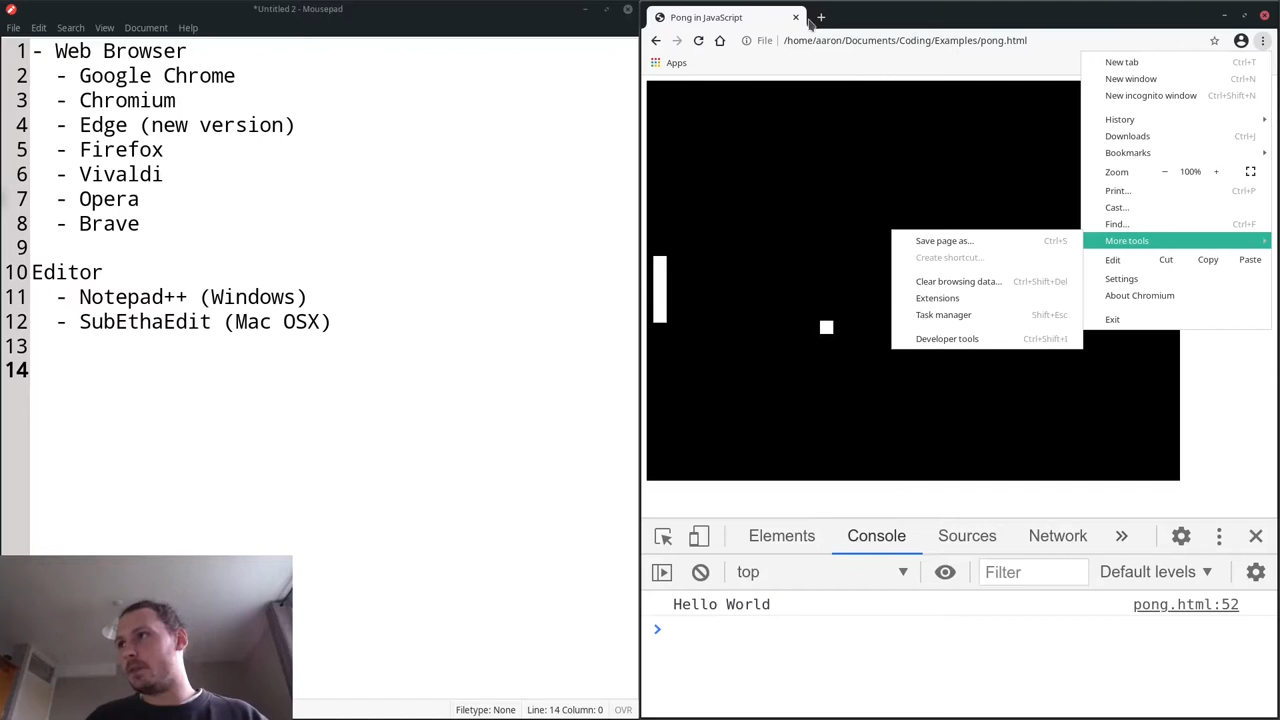 *Untitled 2 - Mousepad
File Edit Search View Document Help
1 - Web Browser
2 - Google Chrome
3 - Chromium
4 - Edge (new version)
5 - Firefox
6 - Vivaldi
7 - Opera
8 - Brave
9
10 Editor
11 - Notepad++ (Windows)
12 - SubEthaEdit (Mac OSX)
13
14
Filetype: None Line: 14 Column: 0 OVR
Pong in JavaScript
File /home/aaron/Documents/Coding/Examples/pong.html
Apps
New tab Ctrl+T
New window Ctrl+N
New incognito window Ctrl+Shift+N
History
Downloads Ctrl+J
Bookmarks
Zoom − 100% +
Print... Ctrl+P
Cast...
Find... Ctrl+F
More tools
Edit Cut Copy Paste
Settings
About Chromium
Exit
Save page as... Ctrl+S
Create shortcut...
Clear browsing data... Ctrl+Shift+Del
Extensions
Task manager Shift+Esc
Developer tools Ctrl+Shift+I
Elements Console Sources Network »
top Filter Default levels
Hello World pong.html:52